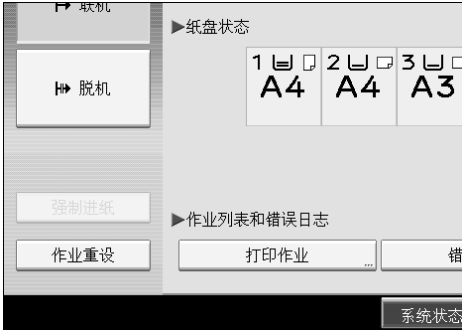 联机
▶纸盘状态
1 2 3
A4 A4 A3
脱机
强制进纸
▶作业列表和错误日志
作业重设
打印作业...
错
系统状态